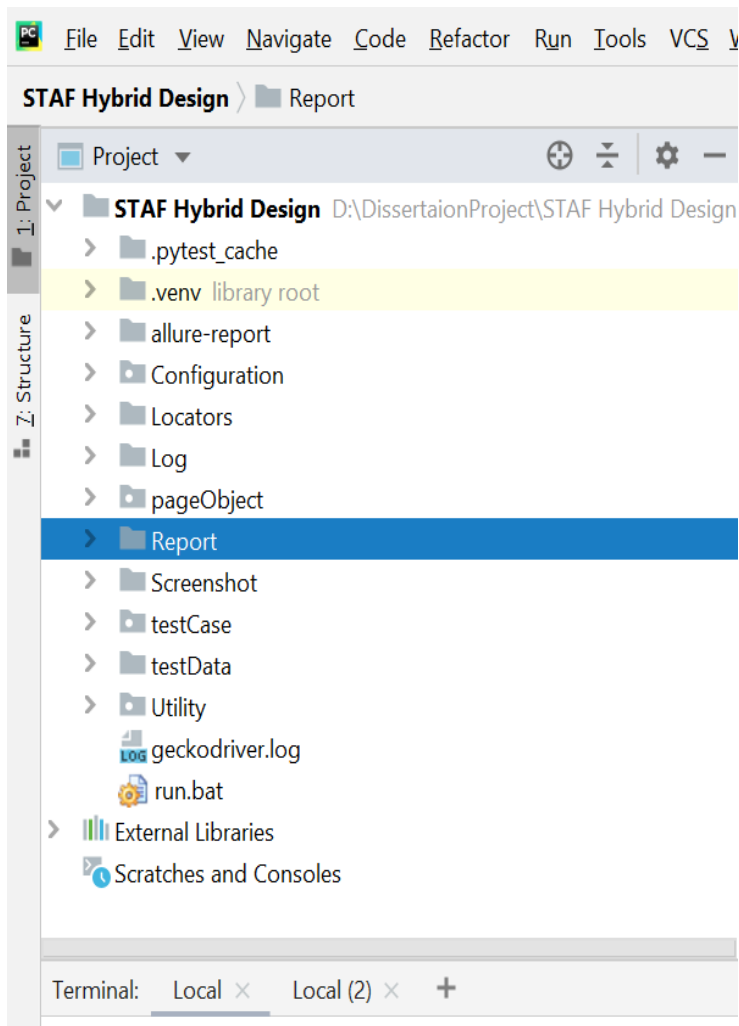 PC File Edit View Navigate Code Refactor Run Tools VCS
STAF Hybrid Design Report
Project
STAF Hybrid Design D:\DissertaionProject\STAF Hybrid Design
.pytest_cache
.venv library root
allure-report
Configuration
Locators
Log
pageObject
Report
Screenshot
testCase
testData
Utility
LOG geckodriver.log
run.bat
External Libraries
Scratches and Consoles
1: Project
Z: Structure
Terminal: Local × Local (2) × +